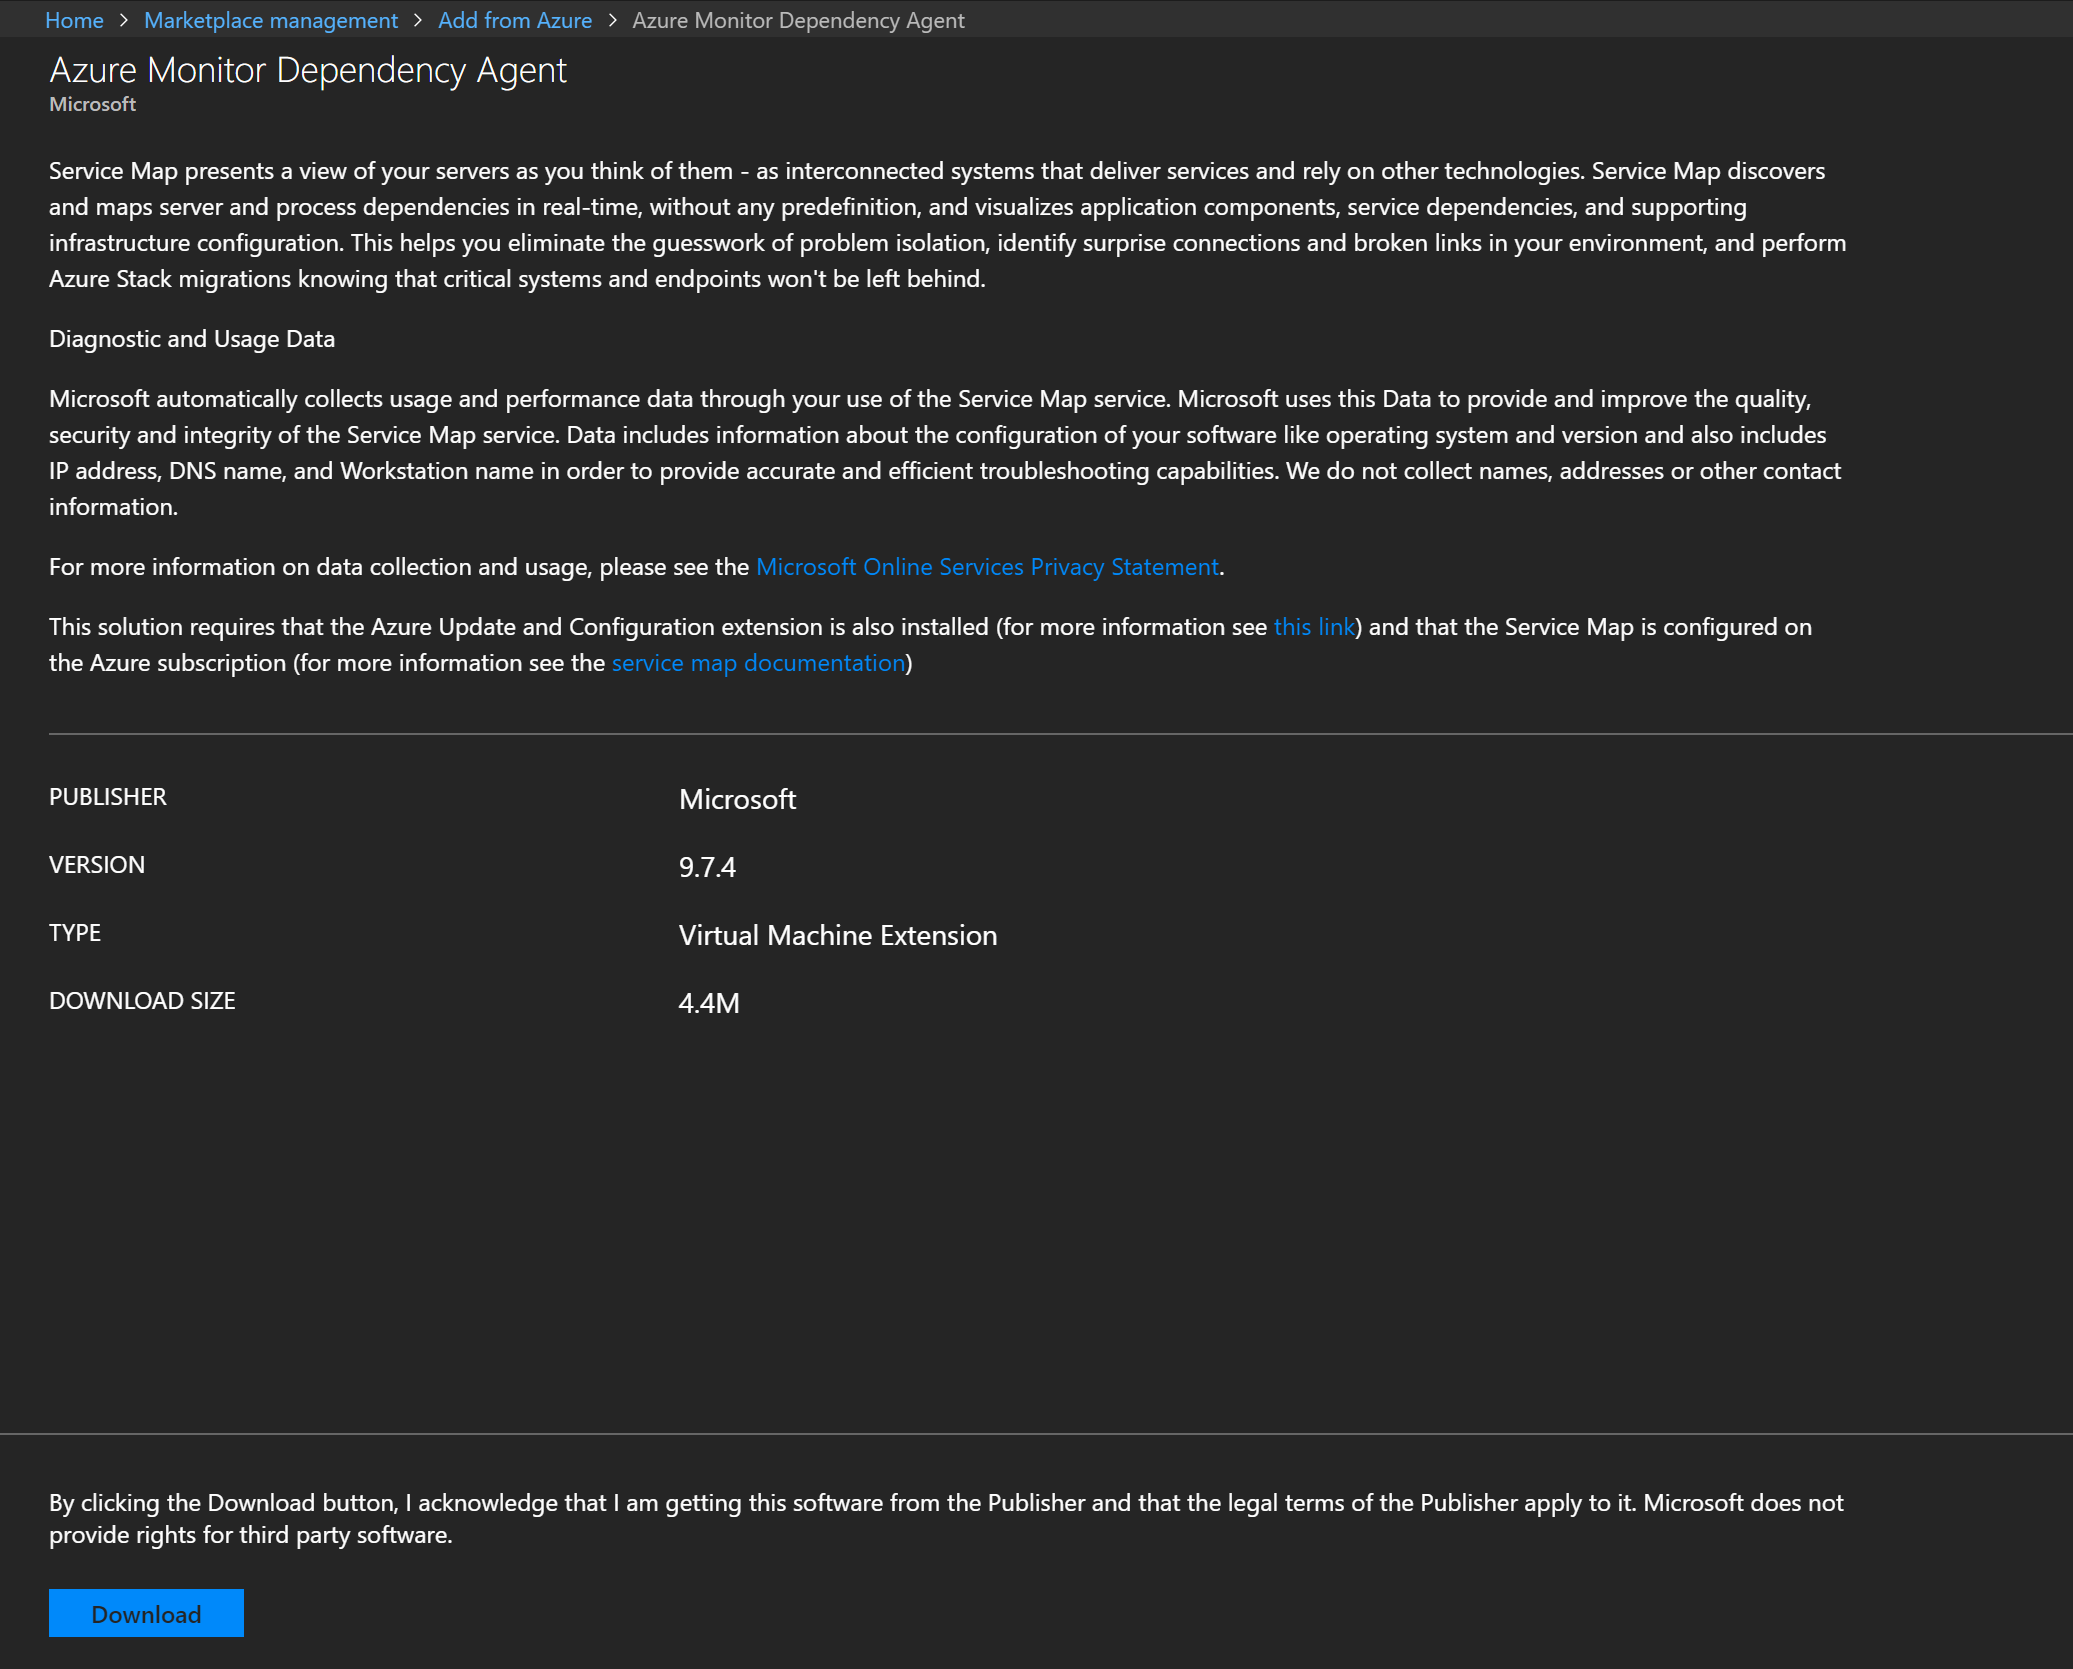 Home > Marketplace management > Add from Azure > Azure Monitor Dependency Agent
Azure Monitor Dependency Agent
Microsoft
Service Map presents a view of your servers as you think of them - as interconnected systems that deliver services and rely on other technologies. Service Map discovers
and maps server and process dependencies in real-time, without any predefinition, and visualizes application components, service dependencies, and supporting
infrastructure configuration. This helps you eliminate the guesswork of problem isolation, identify surprise connections and broken links in your environment, and perform
Azure Stack migrations knowing that critical systems and endpoints won't be left behind.
Diagnostic and Usage Data
Microsoft automatically collects usage and performance data through your use of the Service Map service. Microsoft uses this Data to provide and improve the quality,
security and integrity of the Service Map service. Data includes information about the configuration of your software like operating system and version and also includes
IP address, DNS name, and Workstation name in order to provide accurate and efficient troubleshooting capabilities. We do not collect names, addresses or other contact
information.
For more information on data collection and usage, please see the Microsoft Online Services Privacy Statement.
This solution requires that the Azure Update and Configuration extension is also installed (for more information see this link) and that the Service Map is configured on
the Azure subscription (for more information see the service map documentation)
PUBLISHER Microsoft
VERSION 9.7.4
TYPE Virtual Machine Extension
DOWNLOAD SIZE 4.4M
By clicking the Download button, I acknowledge that I am getting this software from the Publisher and that the legal terms of the Publisher apply to it. Microsoft does not
provide rights for third party software.
Download